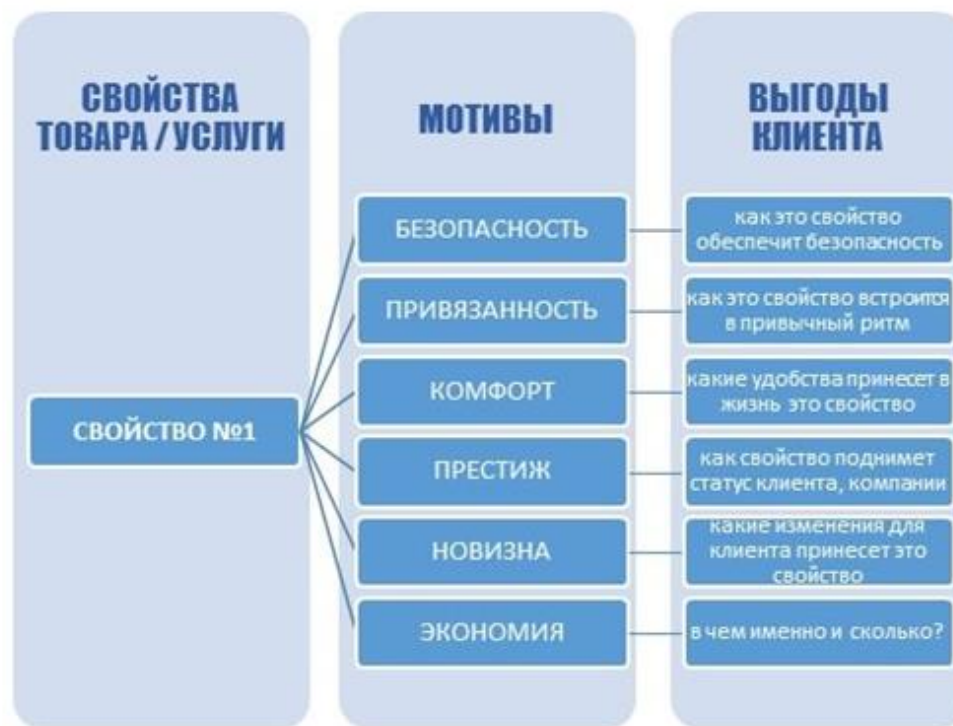 СВОЙСТВА
ТОВАРА / УСЛУГИ
МОТИВЫ
ВЫГОДЫ
КЛИЕНТА
СВОЙСТВО №1
БЕЗОПАСНОСТЬ
как это свойство
обеспечит безопасность
ПРИВЯЗАННОСТЬ
как это свойство встроится
в привычный ритм
КОМФОРТ
какие удобства принесет в
жизнь это свойство
ПРЕСТИЖ
как свойство поднимет
статус клиента, компании
НОВИЗНА
какие изменения для
клиента принесет это
свойство
ЭКОНОМИЯ
в чем именно и сколько?